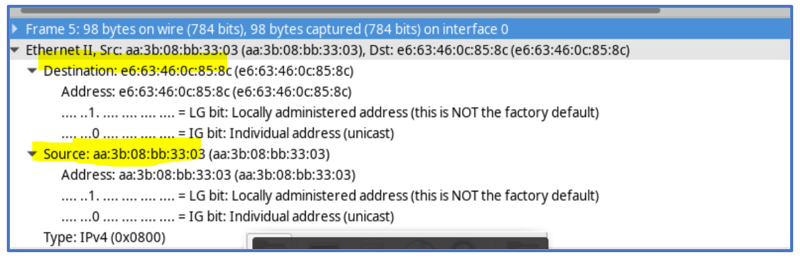 Frame 5: 98 bytes on wire (784 bits), 98 bytes captured (784 bits) on interface 0
Ethernet II, Src: aa:3b:08:bb:33:03 (aa:3b:08:bb:33:03), Dst: e6:63:46:0c:85:8c (e6:63:46:0c:85:8c)
Destination: e6:63:46:0c:85:8c (e6:63:46:0c:85:8c)
Address: e6:63:46:0c:85:8c (e6:63:46:0c:85:8c)
.... ..1. .... .... .... .... = LG bit: Locally administered address (this is NOT the factory default)
.... ...0 .... .... .... .... = IG bit: Individual address (unicast)
Source: aa:3b:08:bb:33:03 (aa:3b:08:bb:33:03)
Address: aa:3b:08:bb:33:03 (aa:3b:08:bb:33:03)
.... ..1. .... .... .... .... = LG bit: Locally administered address (this is NOT the factory default)
.... ...0 .... .... .... .... = IG bit: Individual address (unicast)
Type: IPv4 (0x0800)